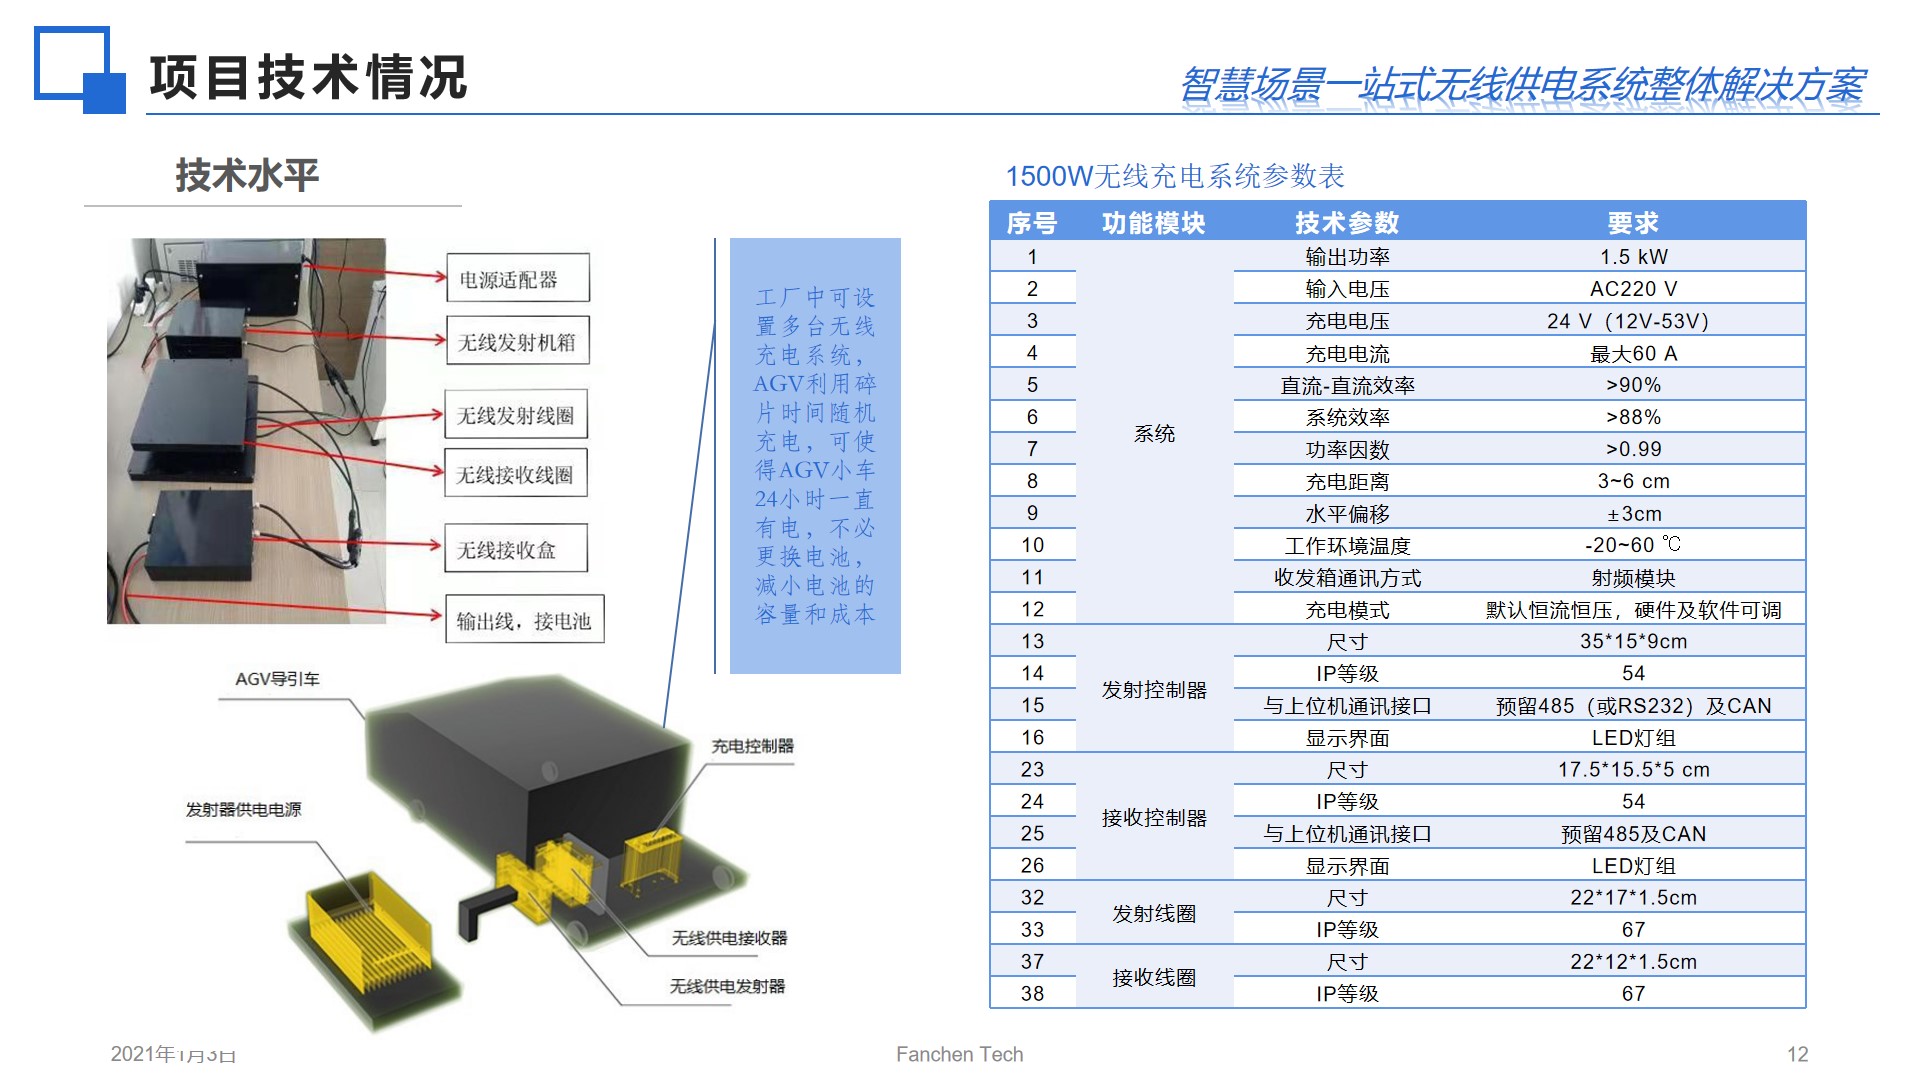 项目技术情况
智慧场景一站式无线供电系统整体解决方案
技术水平
电源适配器
无线发射机箱
无线发射线圈
无线接收线圈
无线接收盒
输出线，接电池
工厂中可设
置多台无线
充电系统，
AGV利用碎
片时间随机
充电，可使
得AGV小车
24小时一直
有电，不必
更换电池，
减小电池的
容量和成本
AGV导引车
充电控制器
发射器供电电源
无线供电接收器
无线供电发射器
1500W无线充电系统参数表
序号 功能模块 技术参数 要求
1 系统 输出功率 1.5 kW
2 输入电压 AC220 V
3 充电电压 24 V（12V-53V）
4 充电电流 最大60 A
5 直流-直流效率 >90%
6 系统效率 >88%
7 功率因数 >0.99
8 充电距离 3~6 cm
9 水平偏移 ±3cm
10 工作环境温度 -20~60 ℃
11 收发箱通讯方式 射频模块
12 充电模式 默认恒流恒压，硬件及软件可调
13 发射控制器 尺寸 35*15*9cm
14 IP等级 54
15 与上位机通讯接口 预留485（或RS232）及CAN
16 显示界面 LED灯组
23 接收控制器 尺寸 17.5*15.5*5 cm
24 IP等级 54
25 与上位机通讯接口 预留485及CAN
26 显示界面 LED灯组
32 发射线圈 尺寸 22*17*1.5cm
33 IP等级 67
37 接收线圈 尺寸 22*12*1.5cm
38 IP等级 67
2021年1月3日
Fanchen Tech
12